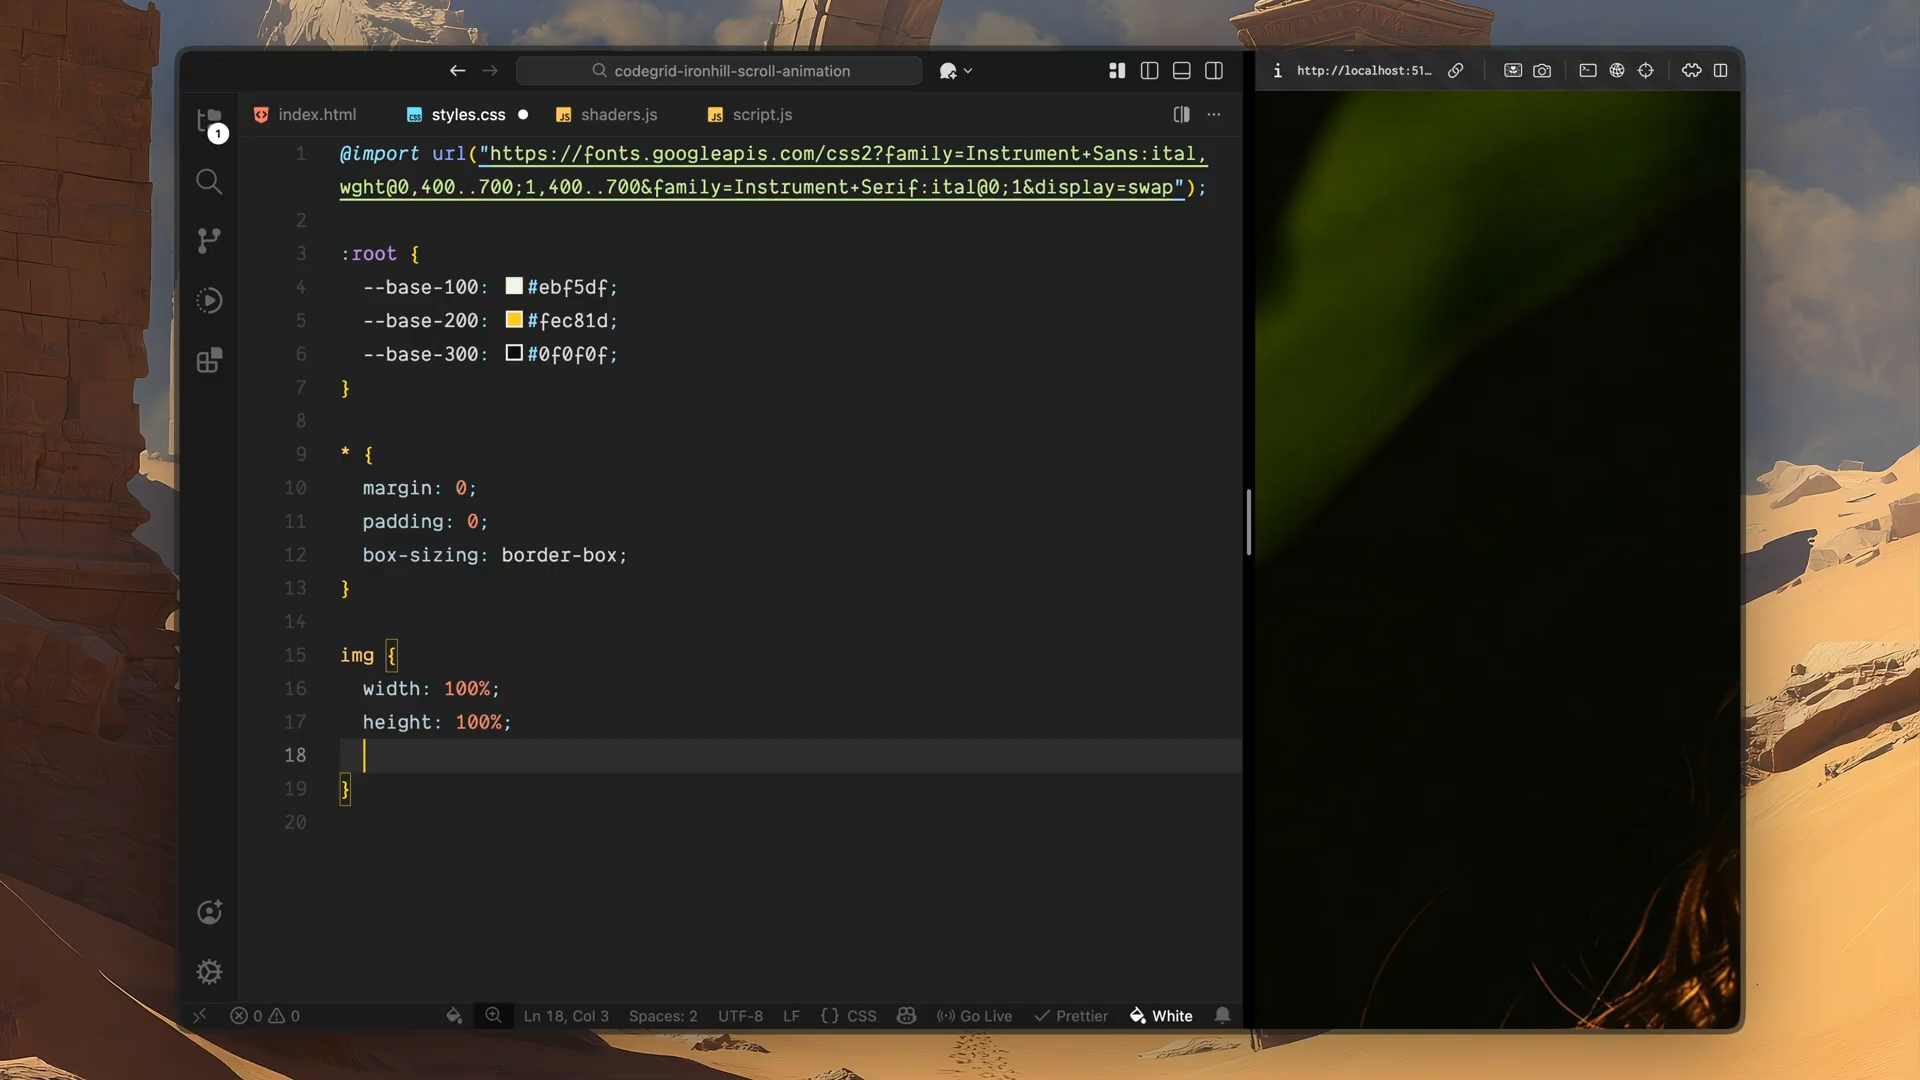 codegrid-ironhill-scroll-animation
http://localhost:51…
1
index.html
styles.css
shaders.js
script.js
1 @import url("https://fonts.googleapis.com/css2?family=Instrument+Sans:ital,
wght@0,400..700;1,400..700&family=Instrument+Serif:ital@0;1&display=swap");
2
3 :root {
4 --base-100: #ebf5df;
5 --base-200: #fec81d;
6 --base-300: #0f0f0f;
7 }
8
9 * {
10 margin: 0;
11 padding: 0;
12 box-sizing: border-box;
13 }
14
15 img {
16 width: 100%;
17 height: 100%;
18
19 }
20
0 0 Ln 18, Col 3 Spaces: 2 UTF-8 LF {} CSS Go Live Prettier White